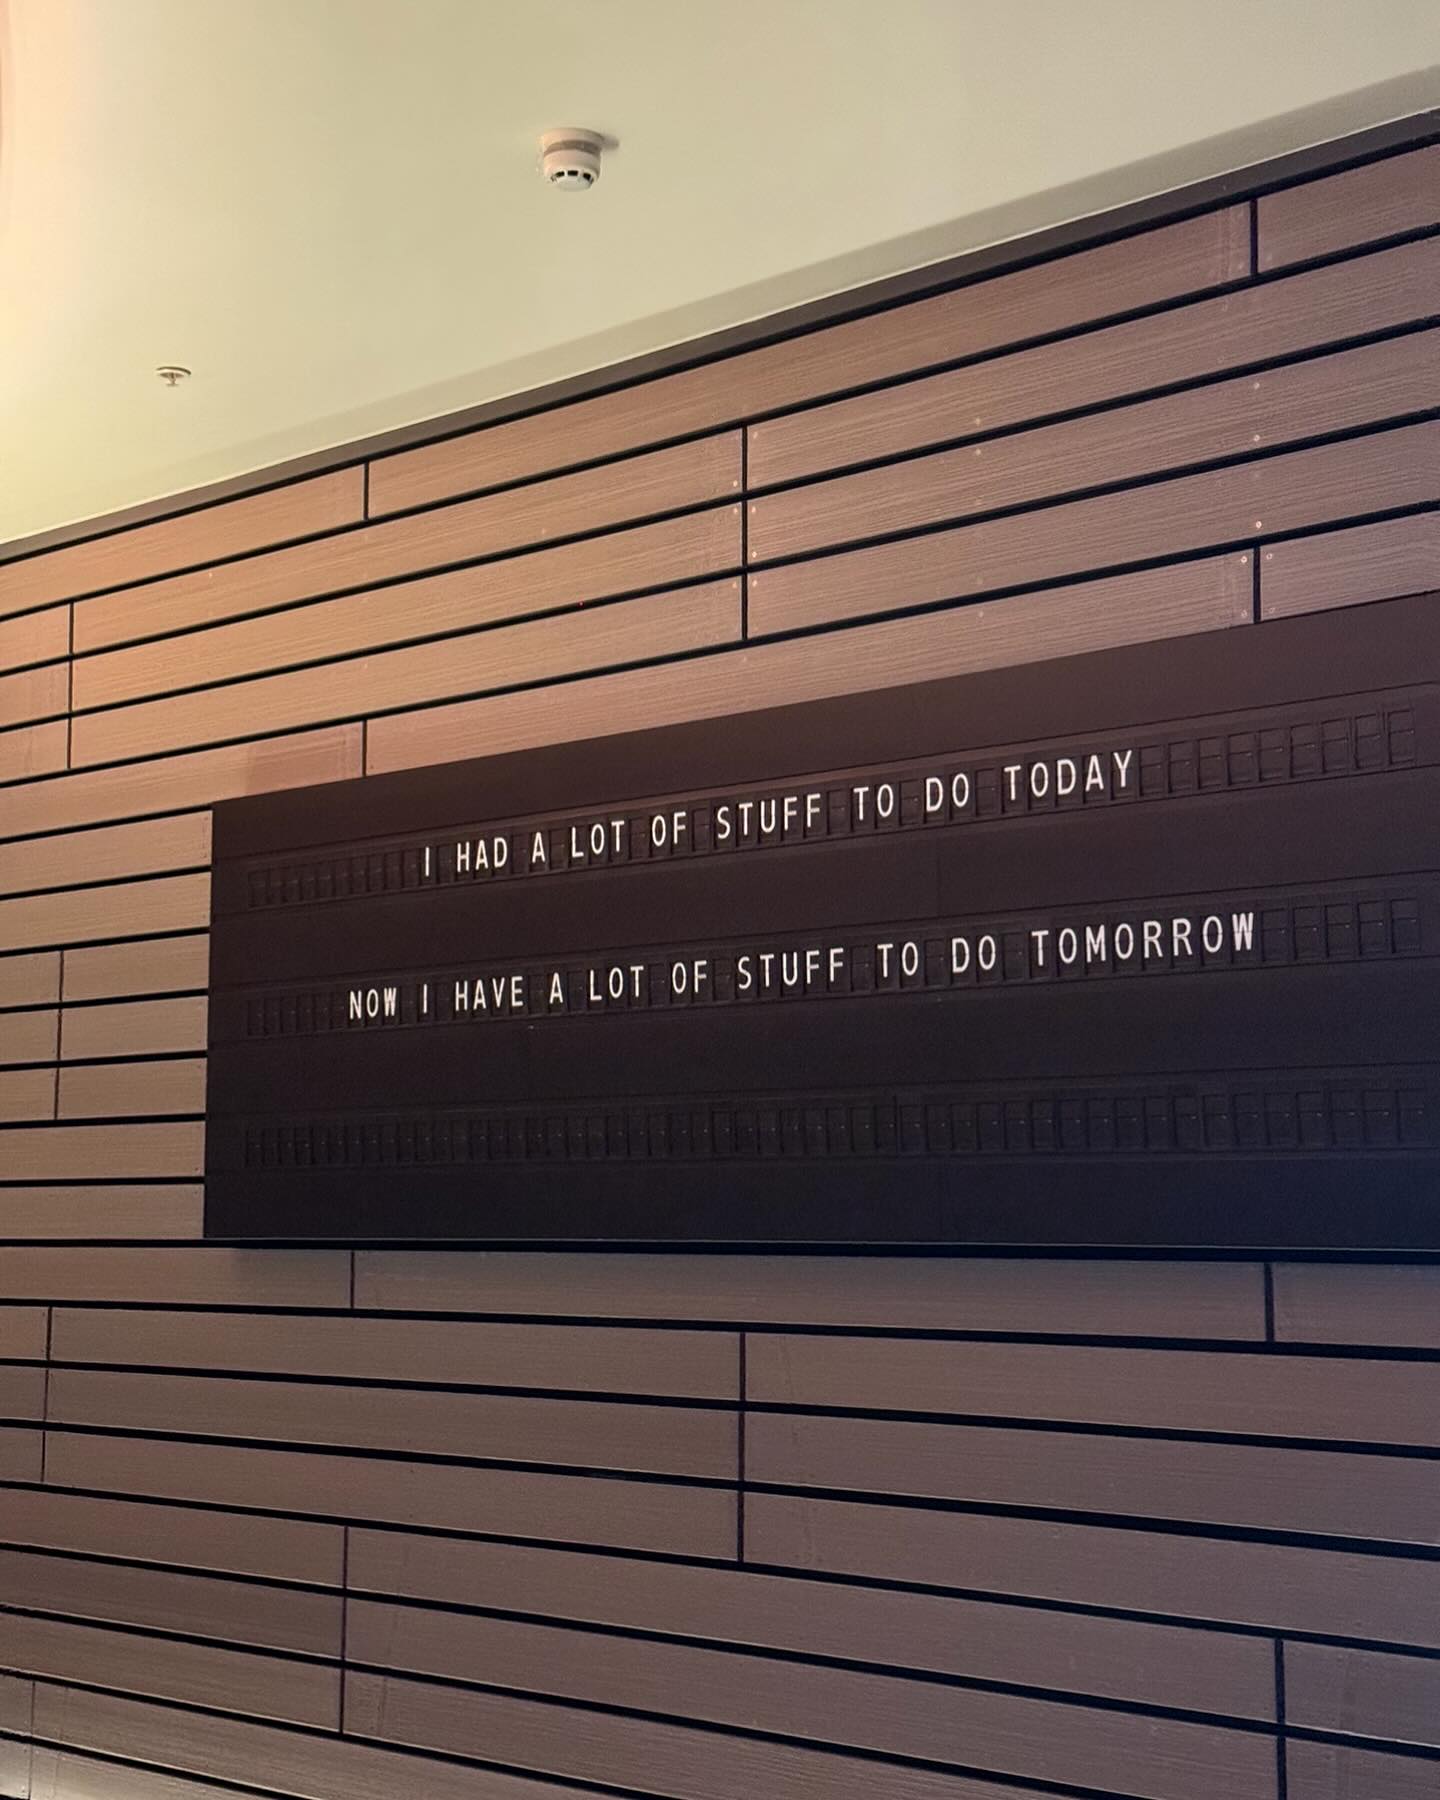 I HAD A LOT OF STUFF TO DO TODAY
NOW I HAVE A LOT OF STUFF TO DO TOMORROW